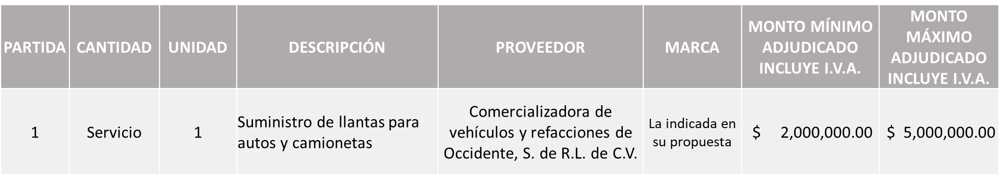 PARTIDA
CANTIDAD
UNIDAD
DESCRIPCIÓN
PROVEEDOR
MARCA
MONTO MÍNIMO
ADJUDICADO
INCLUYE I.V.A.
MONTO
MÁXIMO
ADJUDICADO
INCLUYE I.V.A.
1
Servicio
1
Suministro de llantas para
autos y camionetas
Comercializadora de
vehículos y refacciones de
Occidente, S. de R.L. de C.V.
La indicada en
su propuesta
$ 2,000,000.00
$ 5,000,000.00